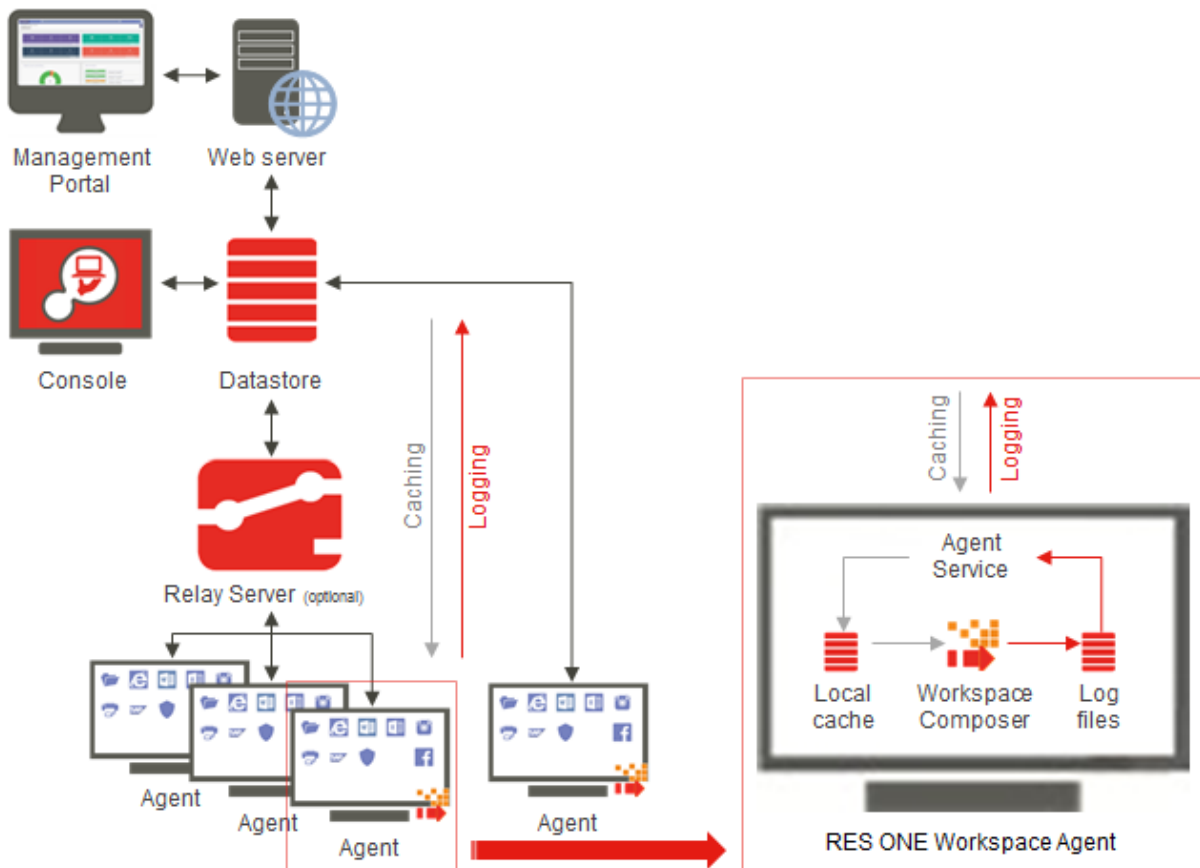 Management
Portal
Web server
Console
Datastore
Caching
Logging
Relay Server (optional)
Agent
Agent
Agent
Agent
Caching
Logging
Agent
Service
Local
cache
Workspace
Composer
Log
files
RES ONE Workspace Agent